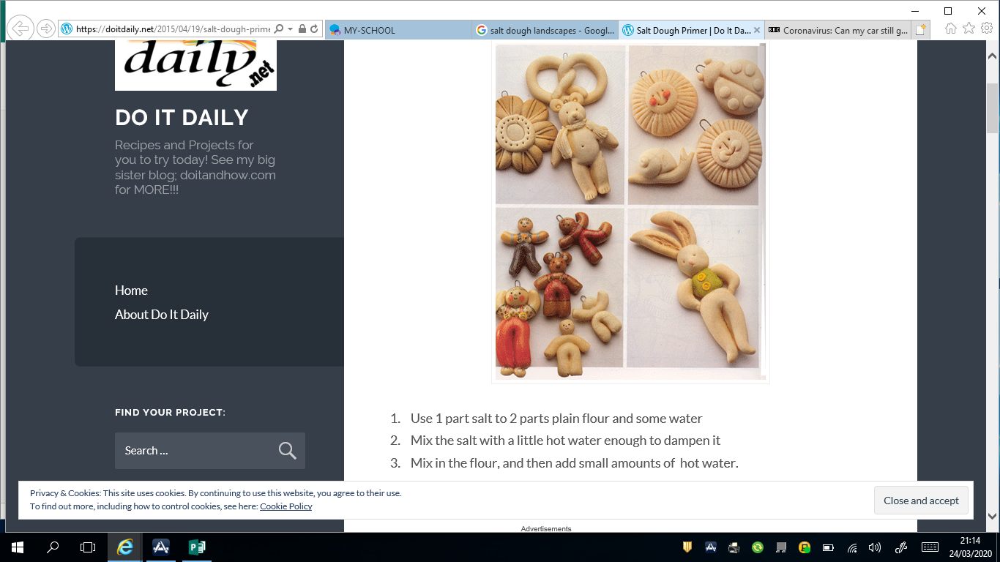 https://doitdaily.net/2015/04/19/salt-dough-prime
MY-SCHOOL
salt dough landscapes - Googl...
Salt Dough Primer | Do It Da...
BBC Coronavirus: Can my car still g...
daily.net
DO IT DAILY
Recipes and Projects for
you to try today! See my big
sister blog; doitandhow.com
for MORE!!!
Home
About Do It Daily
FIND YOUR PROJECT:
Search ...
1. Use 1 part salt to 2 parts plain flour and some water
2. Mix the salt with a little hot water enough to dampen it
3. Mix in the flour, and then add small amounts of hot water.
Privacy & Cookies: This site uses cookies. By continuing to use this website, you agree to their use.
To find out more, including how to control cookies, see here: Cookie Policy
Close and accept
Advertisements
21:14
24/03/2020